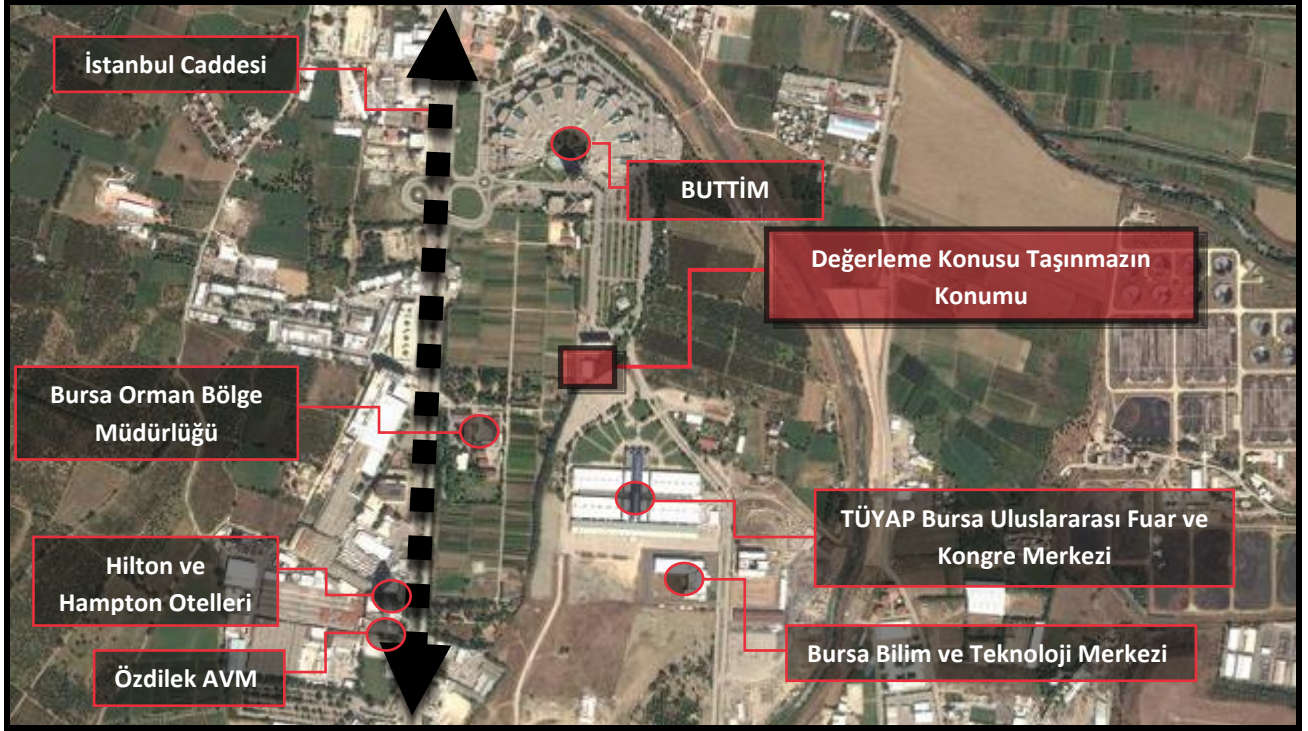 İstanbul Caddesi
BUTTİM
Değerleme Konusu Taşınmazın
Konumu
Bursa Orman Bölge
Müdürlüğü
TÜYAP Bursa Uluslararası Fuar ve
Kongre Merkezi
Hilton ve
Hampton Otelleri
Bursa Bilim ve Teknoloji Merkezi
Özdilek AVM